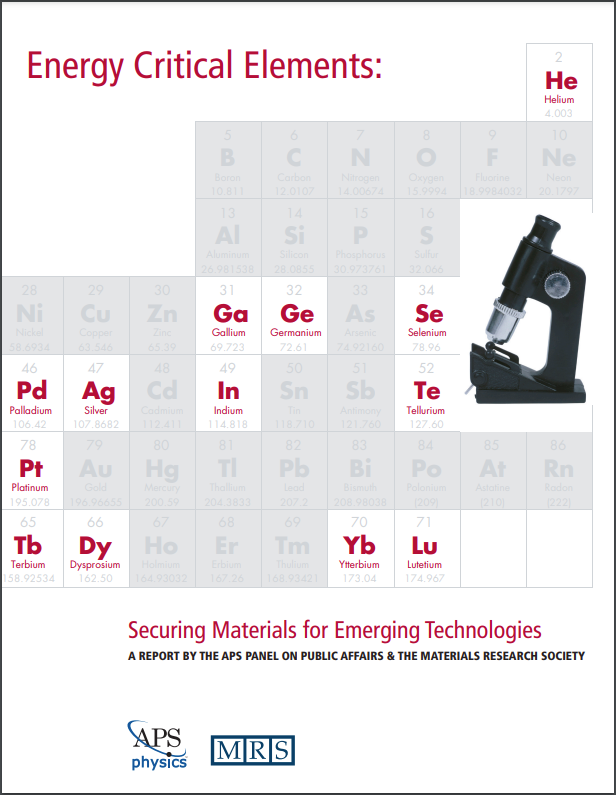 Energy Critical Elements:
2
He
Helium
4.003
5 6 7 8 9 10
B C N O F Ne
Boron Carbon Nitrogen Oxygen Fluorine Neon
10.811 12.0107 14.00674 15.9994 18.9984032 20.1797
13 14 15 16
Al Si P S
Aluminum Silicon Phosphorus Sulfur
26.981538 28.0855 30.973761 32.066
28 29 30 31 32 33 34
Ni Cu Zn Ga Ge As Se
Nickel Copper Zinc Gallium Germanium Arsenic Selenium
58.6934 63.546 65.39 69.723 72.61 74.92160 78.96
46 47 48 49 50 51 52
Pd Ag Cd In Sn Sb Te
Palladium Silver Cadmium Indium Tin Antimony Tellurium
106.42 107.8682 112.411 114.818 118.710 121.760 127.60
78 79 80 81 82 83 84 85 86
Pt Au Hg Tl Pb Bi Po At Rn
Platinum Gold Mercury Thallium Lead Bismuth Polonium Astatine Radon
195.078 196.96655 200.59 204.3833 207.2 208.98038 (209) (210) (222)
65 66 67 68 69 70 71
Tb Dy Ho Er Tm Yb Lu
Terbium Dysprosium Holmium Erbium Thulium Ytterbium Lutetium
158.92534 162.50 164.93032 167.26 168.93421 173.04 174.967
Securing Materials for Emerging Technologies
A REPORT BY THE APS PANEL ON PUBLIC AFFAIRS & THE MATERIALS RESEARCH SOCIETY
APS MRS
physics